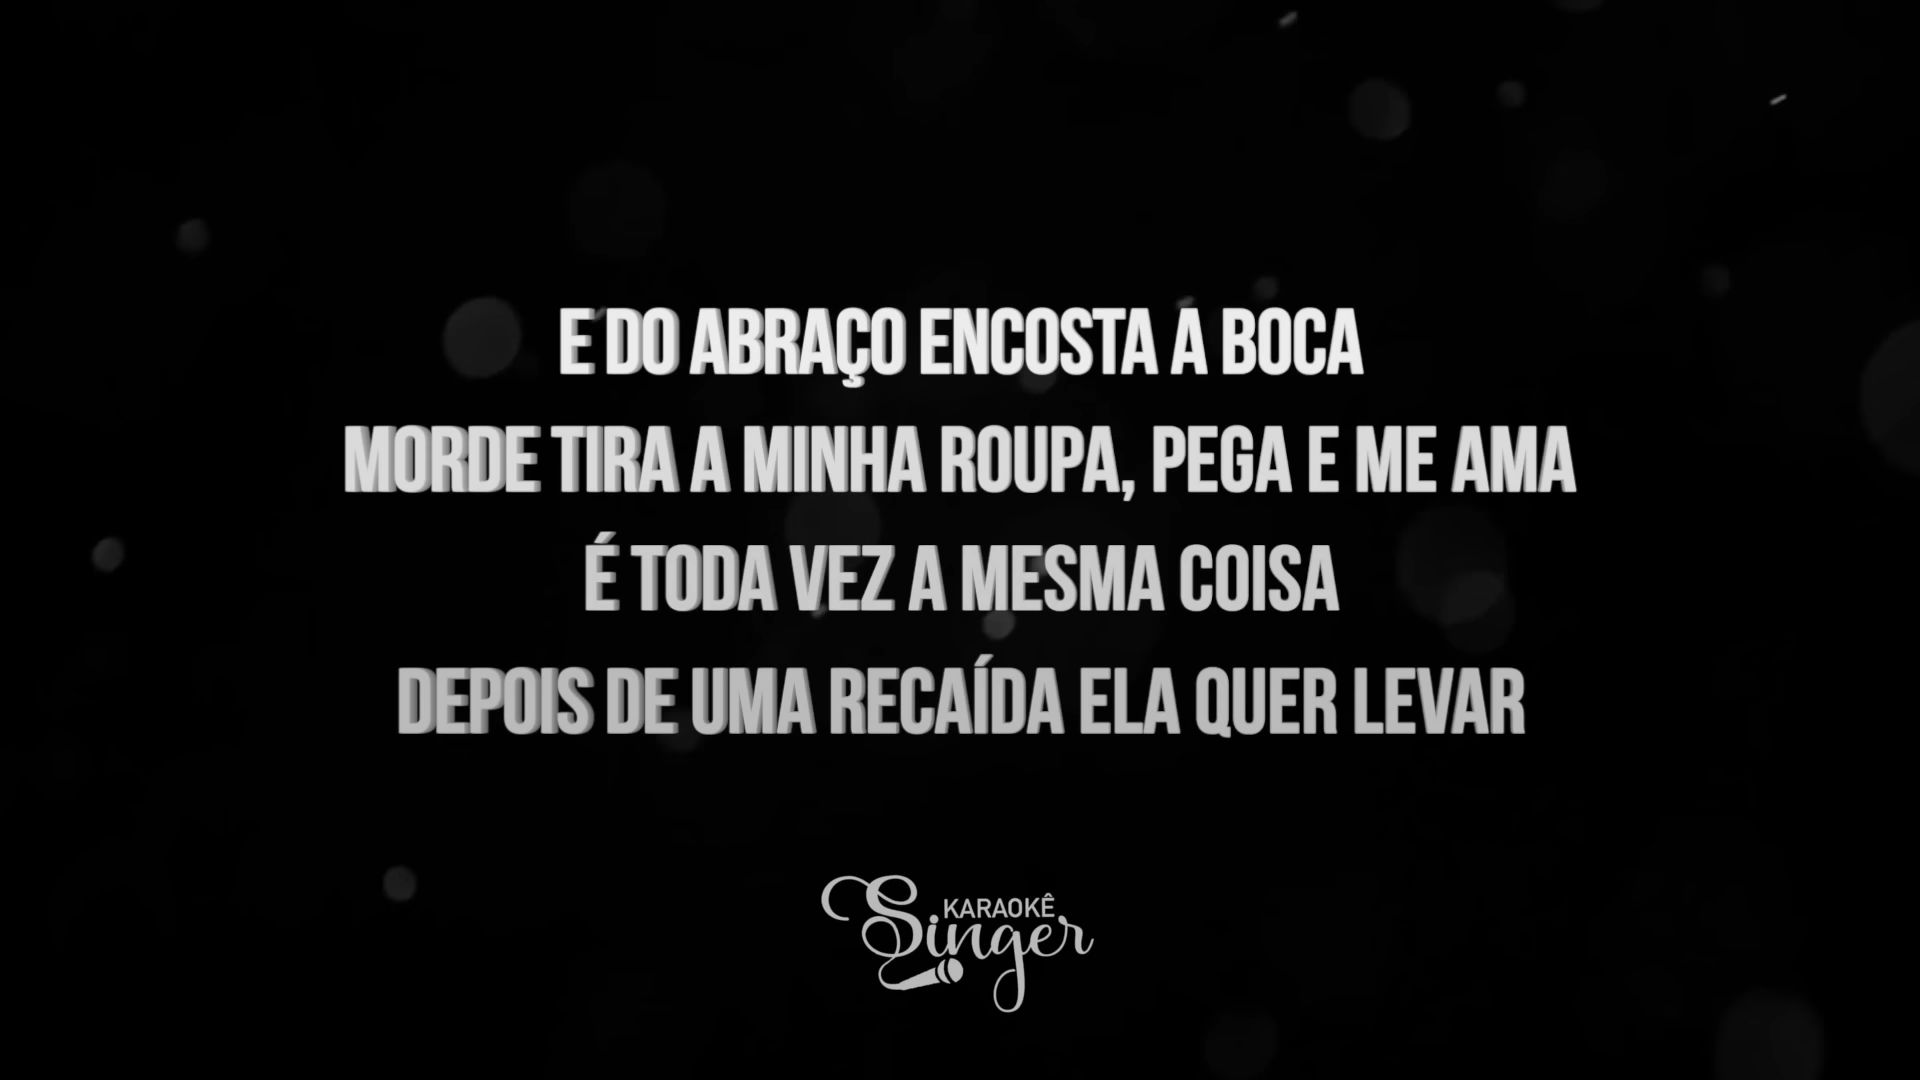 E DO ABRAÇO ENCOSTA A BOCA
MORDE TIRA A MINHA ROUPA, PEGA E ME AMA
É TODA VEZ A MESMA COISA
DEPOIS DE UMA RECAÍDA ELA QUER LEVAR
KARAOKÊ
Singer